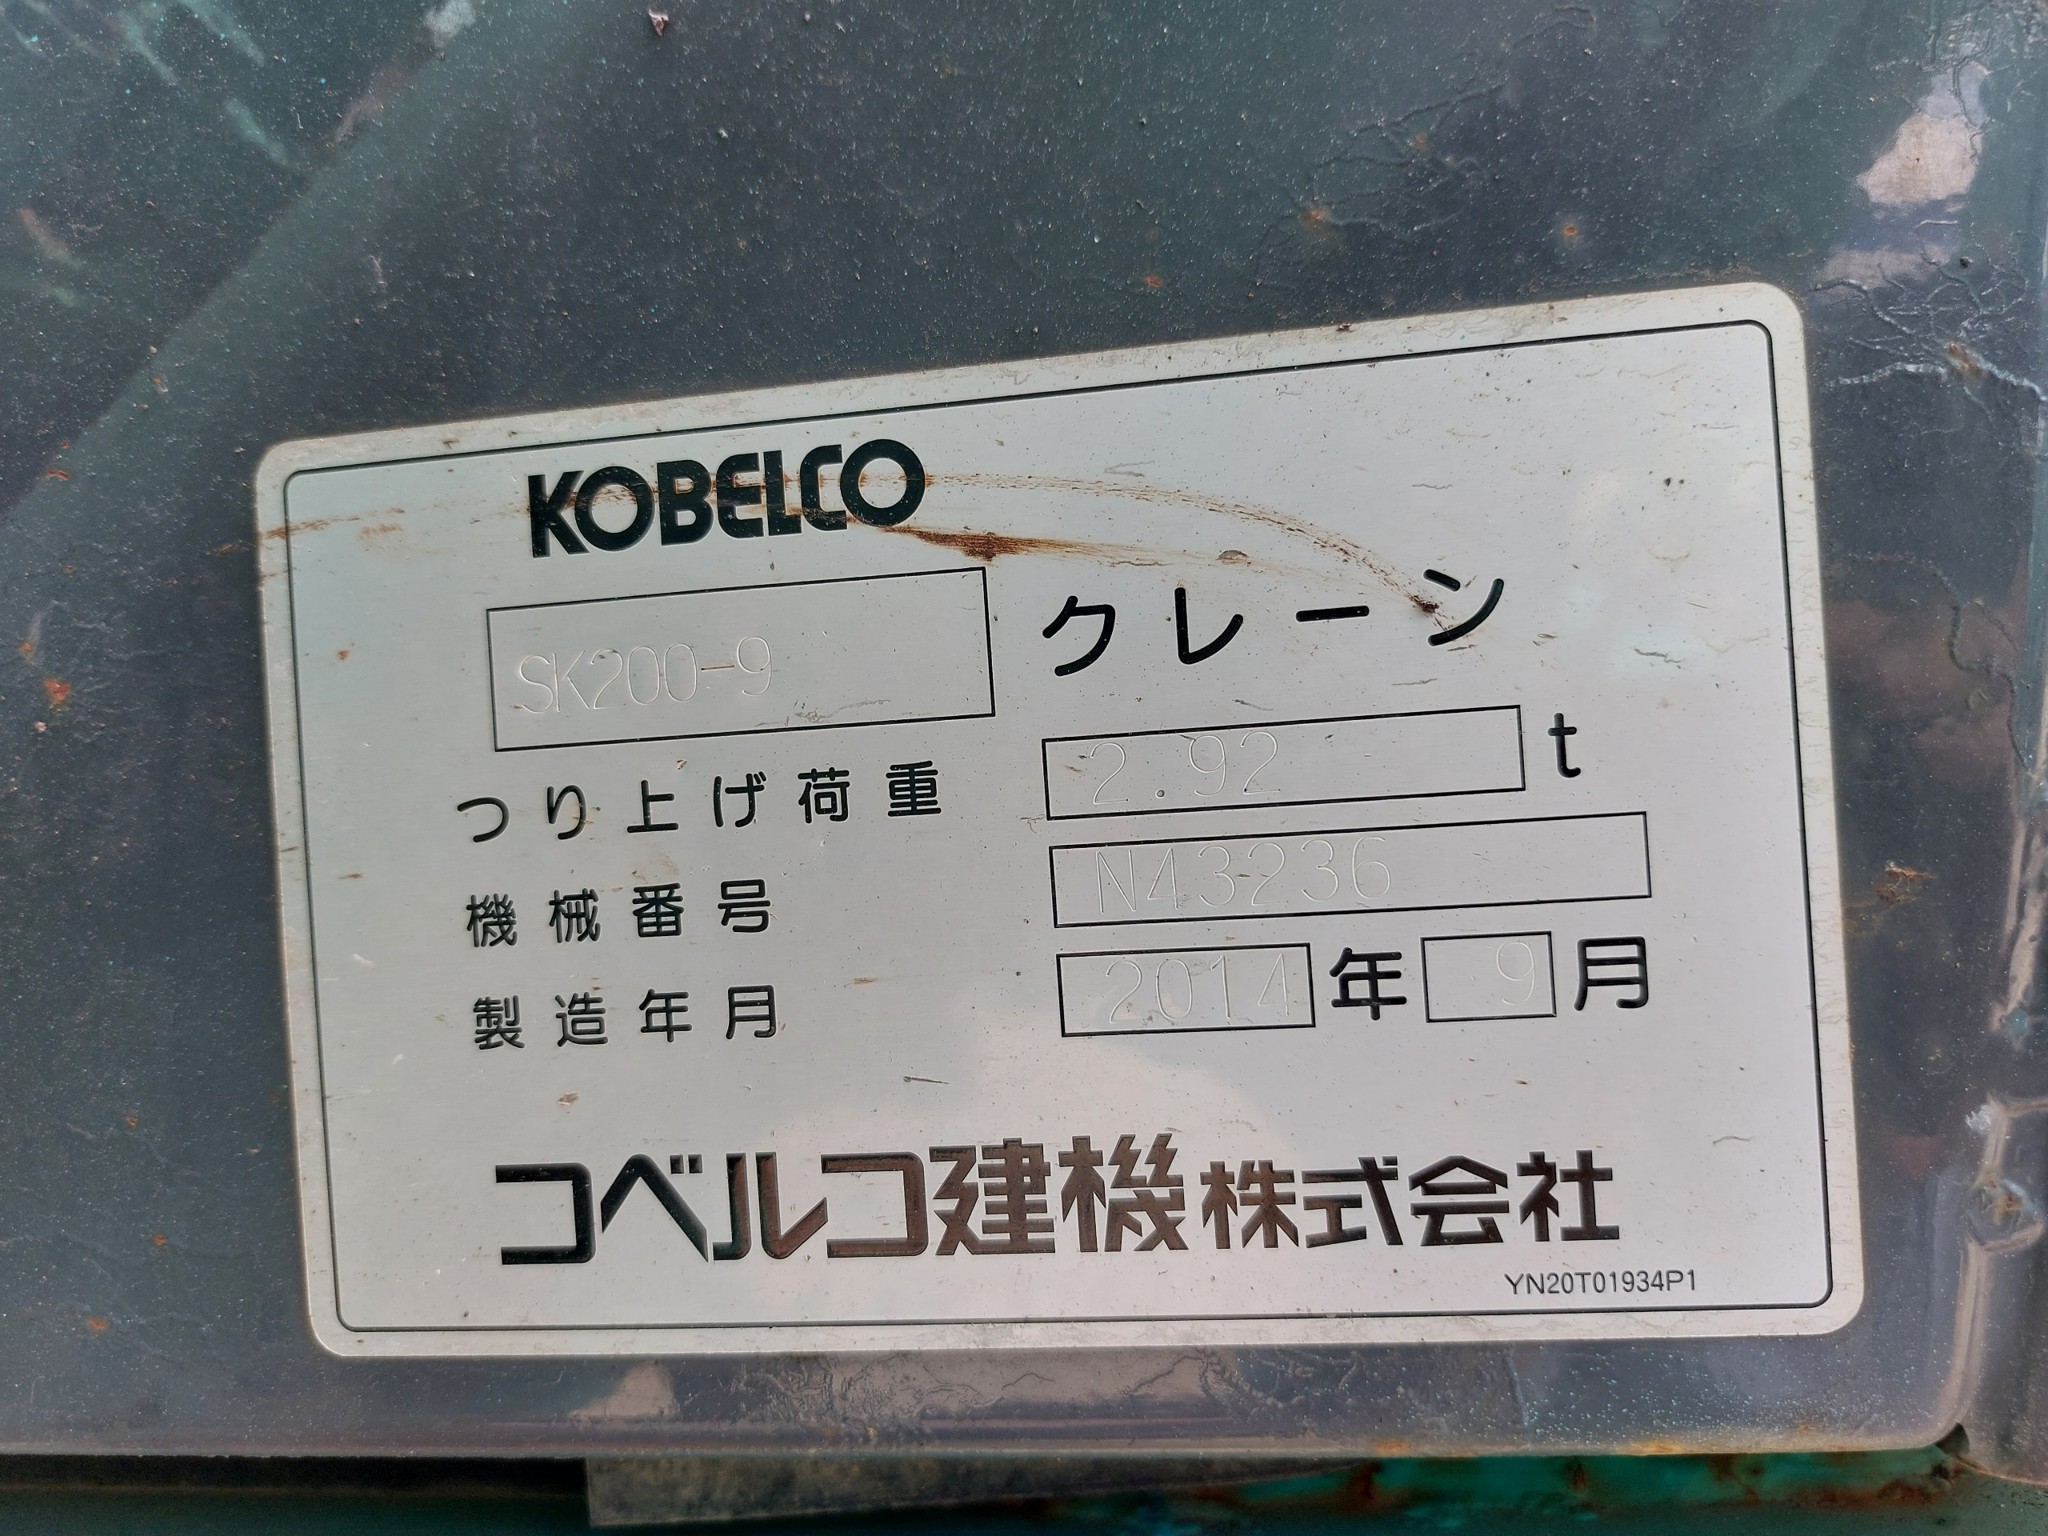 KOBELCO
SK200-9 クレーン
つり上げ荷重 2.92 t
機械番号 N43236
製造年月 2014 年 9 月
コベルコ建機株式会社
YN20T01934P1